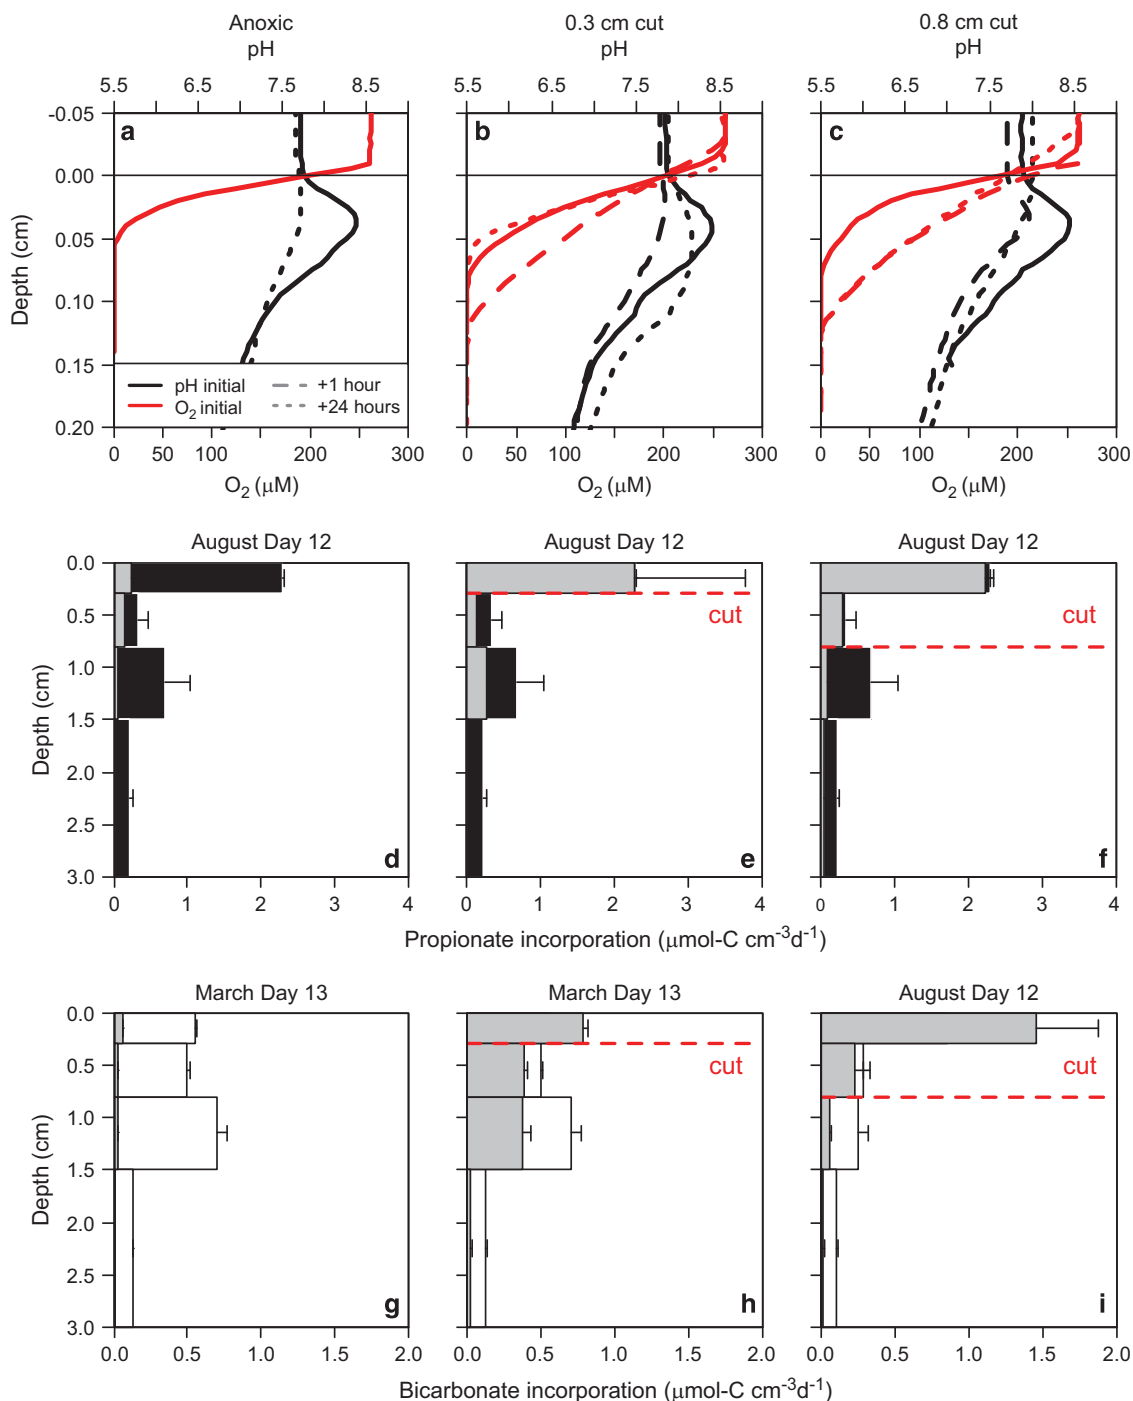 Anoxic
pH
0.3 cm cut
pH
0.8 cm cut
pH
5.5 6.5 7.5 8.5
5.5 6.5 7.5 8.5
5.5 6.5 7.5 8.5
-0.05
0.00
0.05
0.10
0.15
0.20
Depth (cm)
a
b
c
pH initial
O₂ initial
+1 hour
+24 hours
0 50 100 200 300
0 50 100 150 200 250 300
0 50 100 200 300
O₂ (µM)
O₂ (µM)
O₂ (µM)
August Day 12
August Day 12
August Day 12
0.0
0.5
1.0
1.5
2.0
2.5
3.0
Depth (cm)
cut
cut
d
e
f
0 1 2 3 4
0 1 2 3 4
0 1 2 3 4
Propionate incorporation (µmol-C cm⁻³d⁻¹)
March Day 13
March Day 13
August Day 12
0.0
0.5
1.0
1.5
2.0
2.5
3.0
Depth (cm)
cut
cut
g
h
i
0.0 0.5 1.0 1.5 2.0
0.0 0.5 1.0 1.5 2.0
0.0 0.5 1.0 1.5 2.0
Bicarbonate incorporation (µmol-C cm⁻³d⁻¹)